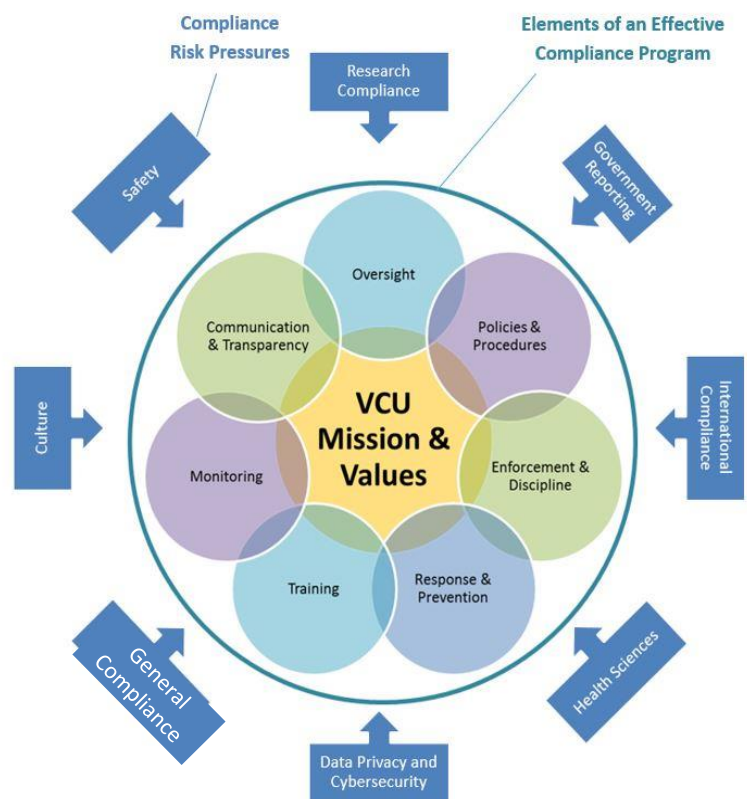 Compliance
Risk Pressures
Elements of an Effective
Compliance Program
Research
Compliance
Safety
Government
Reporting
Oversight
Communication
& Transparency
Policies &
Procedures
Culture
VCU
Mission &
Values
International
Compliance
Monitoring
Enforcement &
Discipline
Training
Response &
Prevention
General
Compliance
Health Sciences
Data Privacy and
Cybersecurity